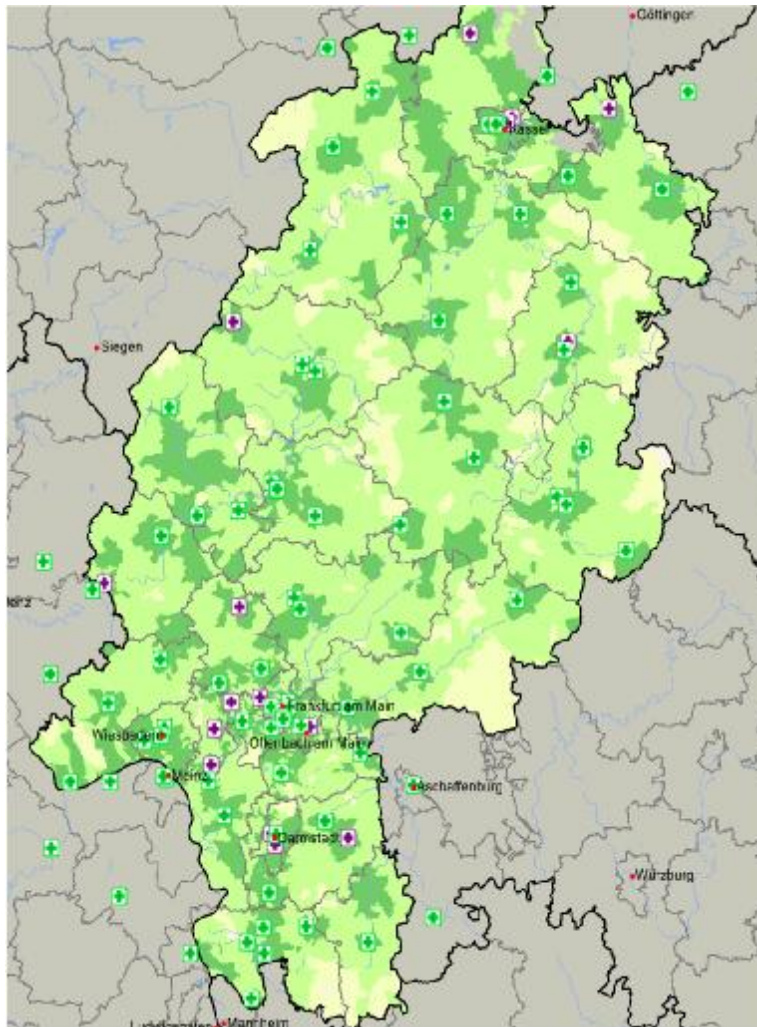 Göttingen
Kassel
Siegen
Frankfurt am Main
Wiesbaden
Offenbach am Main
Mainz
Aschaffenburg
Darmstadt
Würzburg
Mannheim